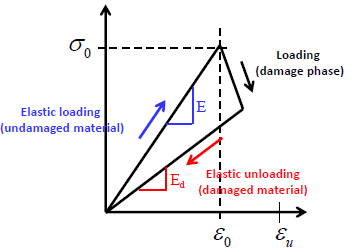 σ0
Loading
(damage phase)
Elastic loading
(undamaged material)
E
Elastic unloading
(damaged material)
Ed
ε0
εu